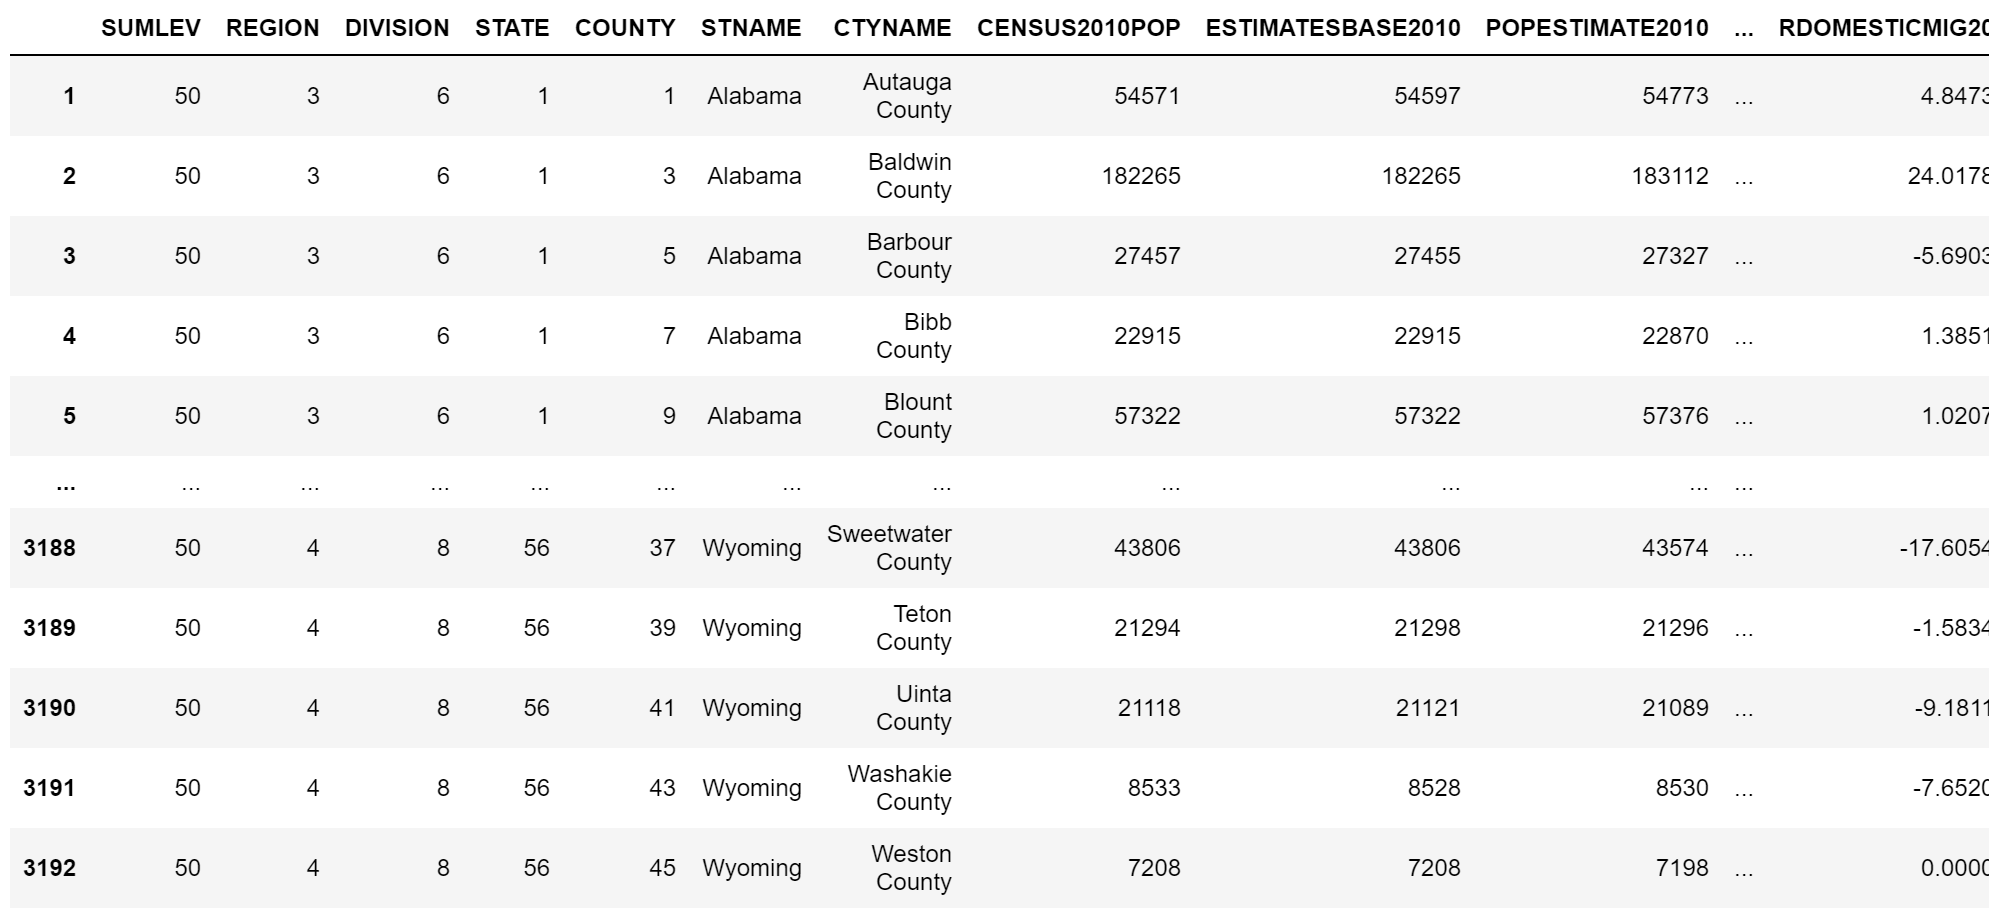 SUMLEV REGION DIVISION STATE COUNTY STNAME CTYNAME CENSUS2010POP ESTIMATESBASE2010 POPESTIMATE2010 ... RDOMESTICMIG20
1 50 3 6 1 1 Alabama Autauga County 54571 54597 54773 ... 4.8473
2 50 3 6 1 3 Alabama Baldwin County 182265 182265 183112 ... 24.0178
3 50 3 6 1 5 Alabama Barbour County 27457 27455 27327 ... -5.6903
4 50 3 6 1 7 Alabama Bibb County 22915 22915 22870 ... 1.3851
5 50 3 6 1 9 Alabama Blount County 57322 57322 57376 ... 1.0207
... ... ... ... ... ... ... ... ... ... ... ...
3188 50 4 8 56 37 Wyoming Sweetwater County 43806 43806 43574 ... -17.6054
3189 50 4 8 56 39 Wyoming Teton County 21294 21298 21296 ... -1.5834
3190 50 4 8 56 41 Wyoming Uinta County 21118 21121 21089 ... -9.1811
3191 50 4 8 56 43 Wyoming Washakie County 8533 8528 8530 ... -7.6520
3192 50 4 8 56 45 Wyoming Weston County 7208 7208 7198 ... 0.0000